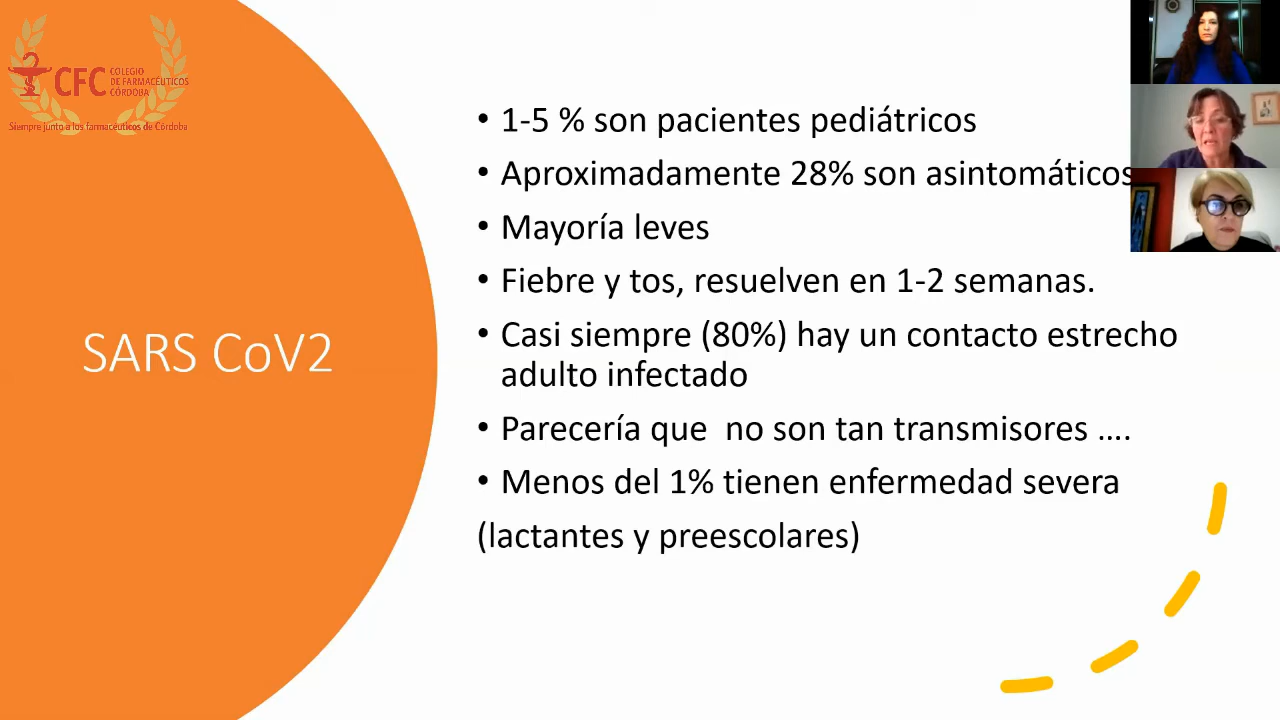 CFC
COLEGIO
DE FARMACÉUTICOS
CÓRDOBA
Siempre junto a los farmacéuticos de Córdoba
SARS CoV2
• 1-5 % son pacientes pediátricos
• Aproximadamente 28% son asintomáticos
• Mayoría leves
• Fiebre y tos, resuelven en 1-2 semanas.
• Casi siempre (80%) hay un contacto estrecho
adulto infectado
• Parecería que  no son tan transmisores ....
• Menos del 1% tienen enfermedad severa
(lactantes y preescolares)